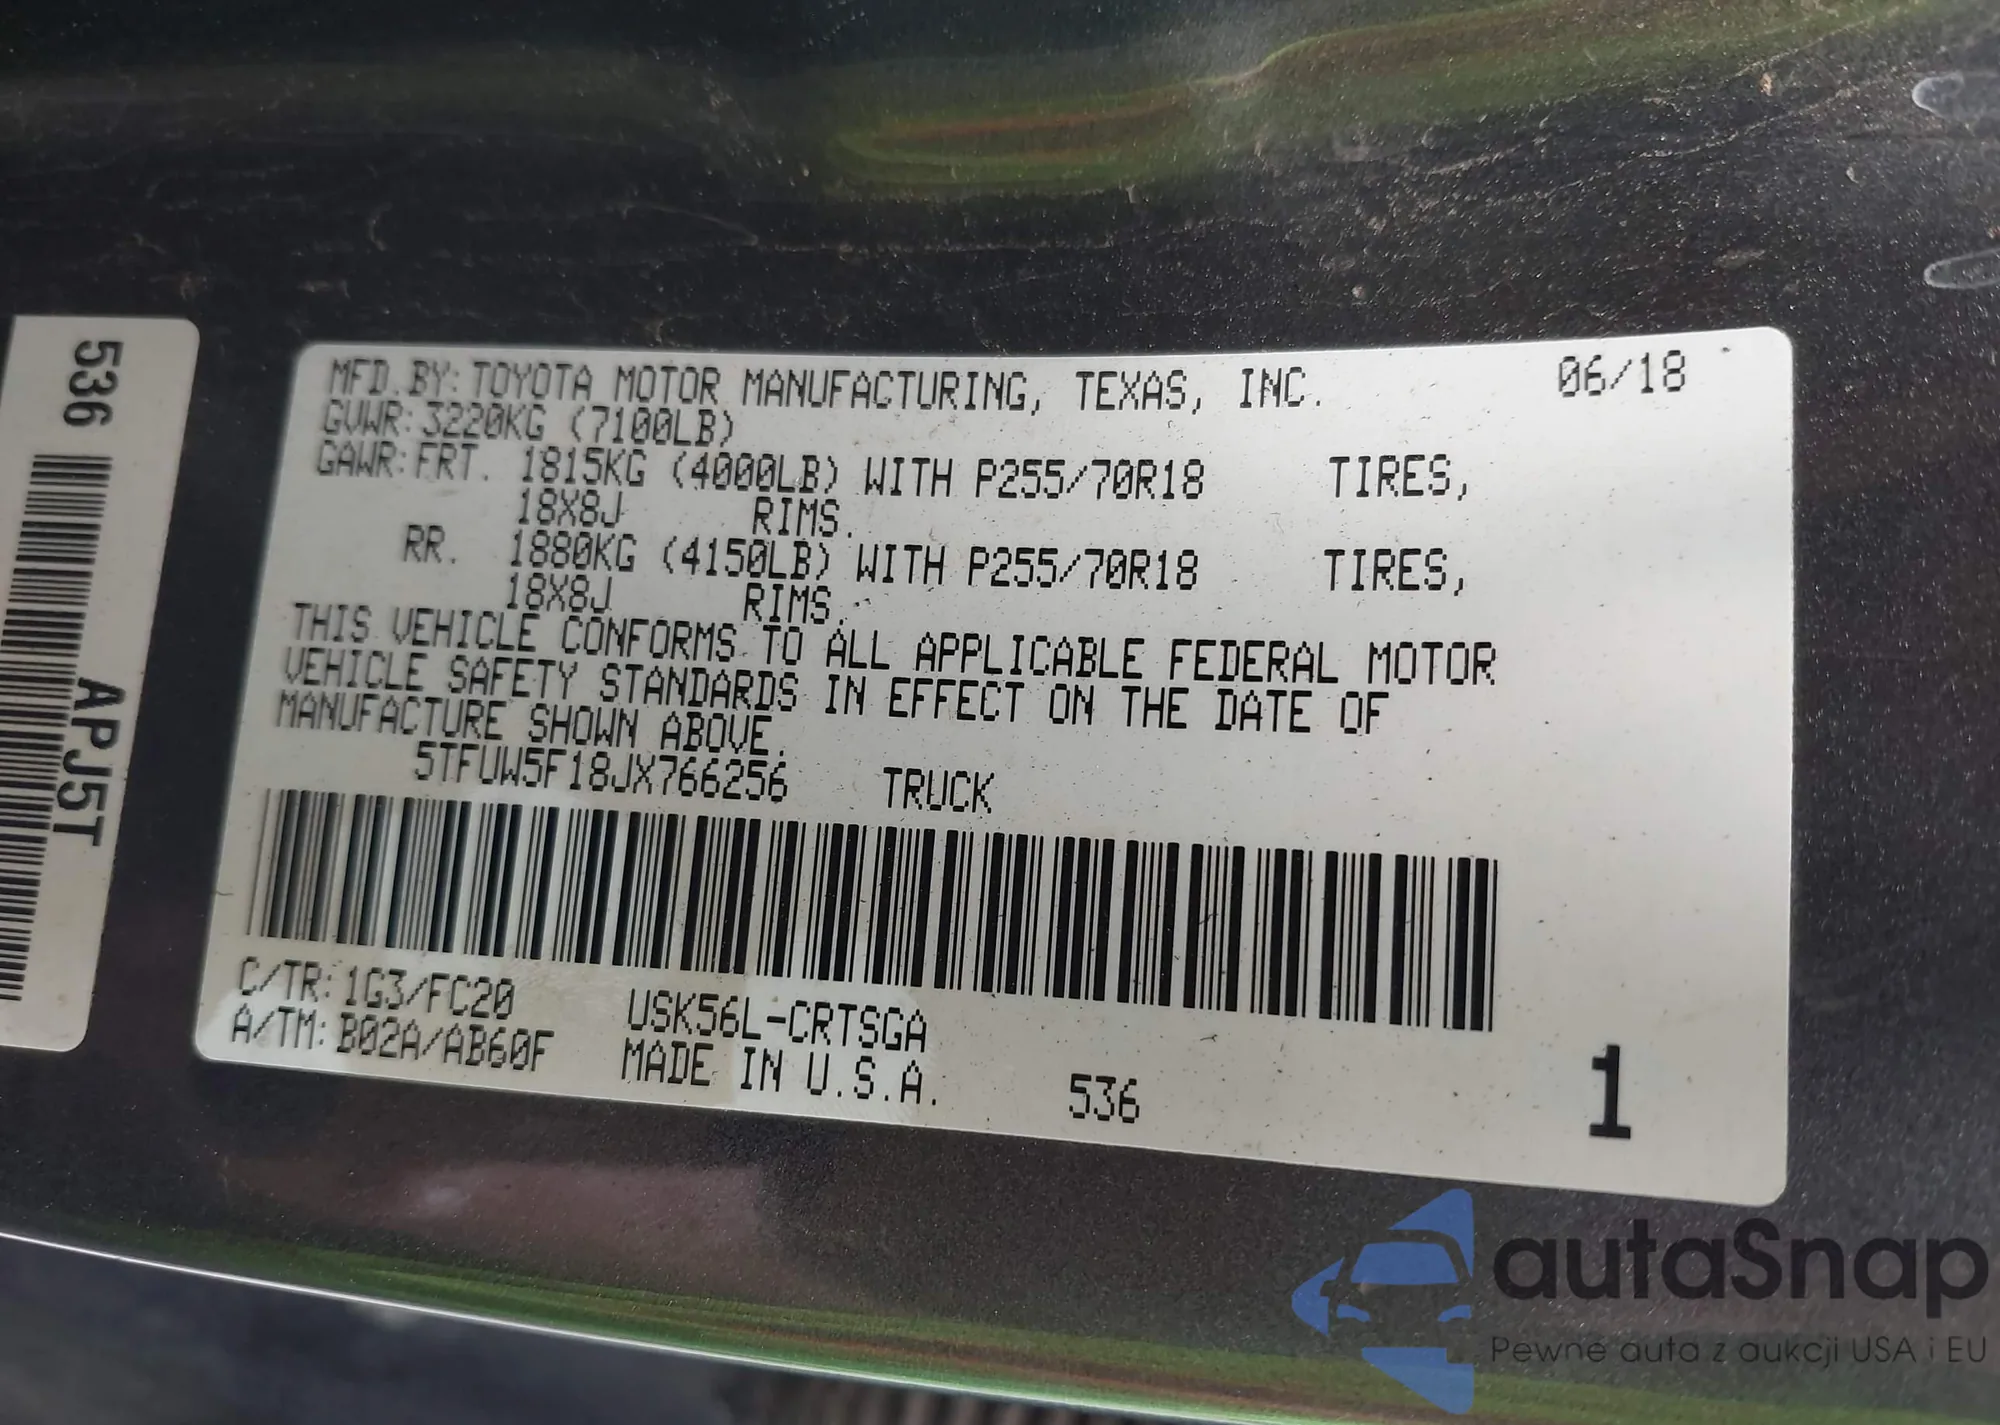 536
APJ5T
MFD.BY: TOYOTA MOTOR MANUFACTURING, TEXAS, INC. 06/18
GVWR: 3220KG (7100LB)
GAWR: FRT. 1815KG (4000LB) WITH P255/70R18 TIRES,
18X8J RIMS.
RR. 1880KG (4150LB) WITH P255/70R18 TIRES,
18X8J RIMS.
THIS VEHICLE CONFORMS TO ALL APPLICABLE FEDERAL MOTOR
VEHICLE SAFETY STANDARDS IN EFFECT ON THE DATE OF
MANUFACTURE SHOWN ABOVE.
5TFUW5F18JX766256 TRUCK
C/TR: 1G3/FC20 USK56L-CRTSGA
A/TM: B02A/AB60F MADE IN U.S.A. 536 1
autaSnap
Pewne auta z aukcji USA i EU